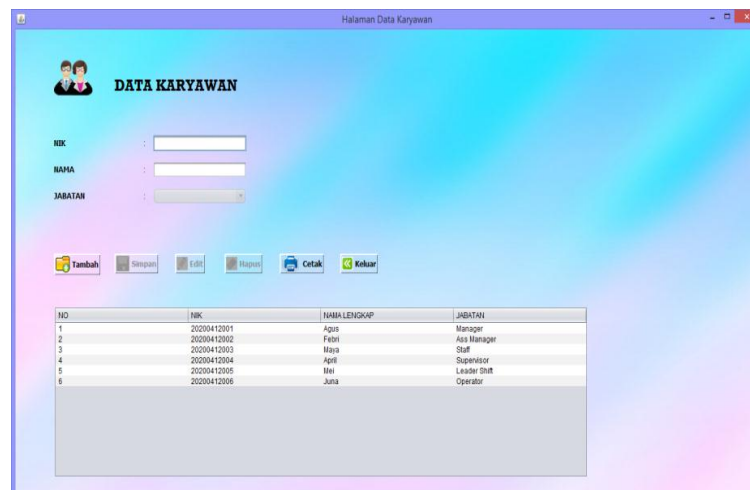 Halaman Data Karyawan
DATA KARYAWAN
NIK :
NAMA :
JABATAN :
Tambah Simpan Edit Hapus Cetak Keluar
NO NIK NAMA LENGKAP JABATAN
1 20200412001 Agus Manager
2 20200412002 Febri Ass Manager
3 20200412003 Maya Staff
4 20200412004 April Supervisor
5 20200412005 Mei Leader Shift
6 20200412006 Juna Operator